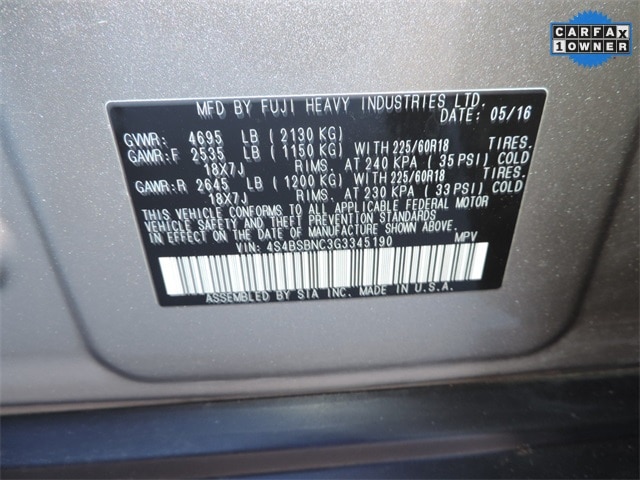 CARFAX
1 OWNER
MFD BY FUJI HEAVY INDUSTRIES LTD.
DATE: 05/16
GVWR: 4695 LB ( 2130 KG)
GAWR:F 2535 LB ( 1150 KG) WITH 225/60R18 TIRES.
18X7J RIMS. AT 240 KPA ( 35 PSI) COLD
GAWR:R 2645 LB ( 1200 KG) WITH 225/60R18 TIRES.
18X7J RIMS. AT 230 KPA ( 33 PSI) COLD
THIS VEHICLE CONFORMS TO ALL APPLICABLE FEDERAL MOTOR
VEHICLE SAFETY AND THEFT PREVENTION STANDARDS
IN EFFECT ON THE DATE OF MANUFACTURE SHOWN ABOVE.
VIN: 4S4BSBNC3G3345190 MPV
ASSEMBLED BY SIA INC. MADE IN U.S.A.